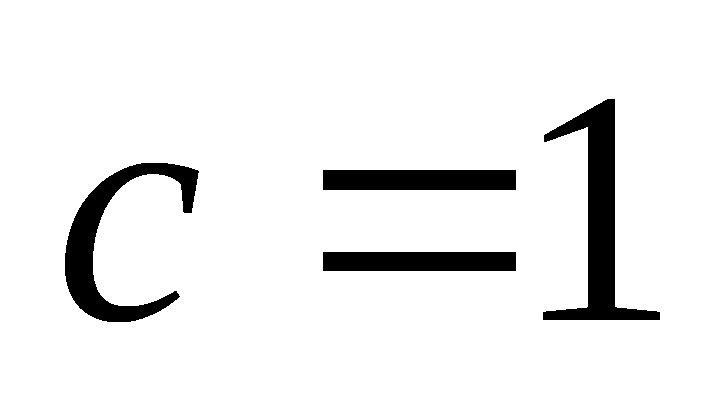 c = 1